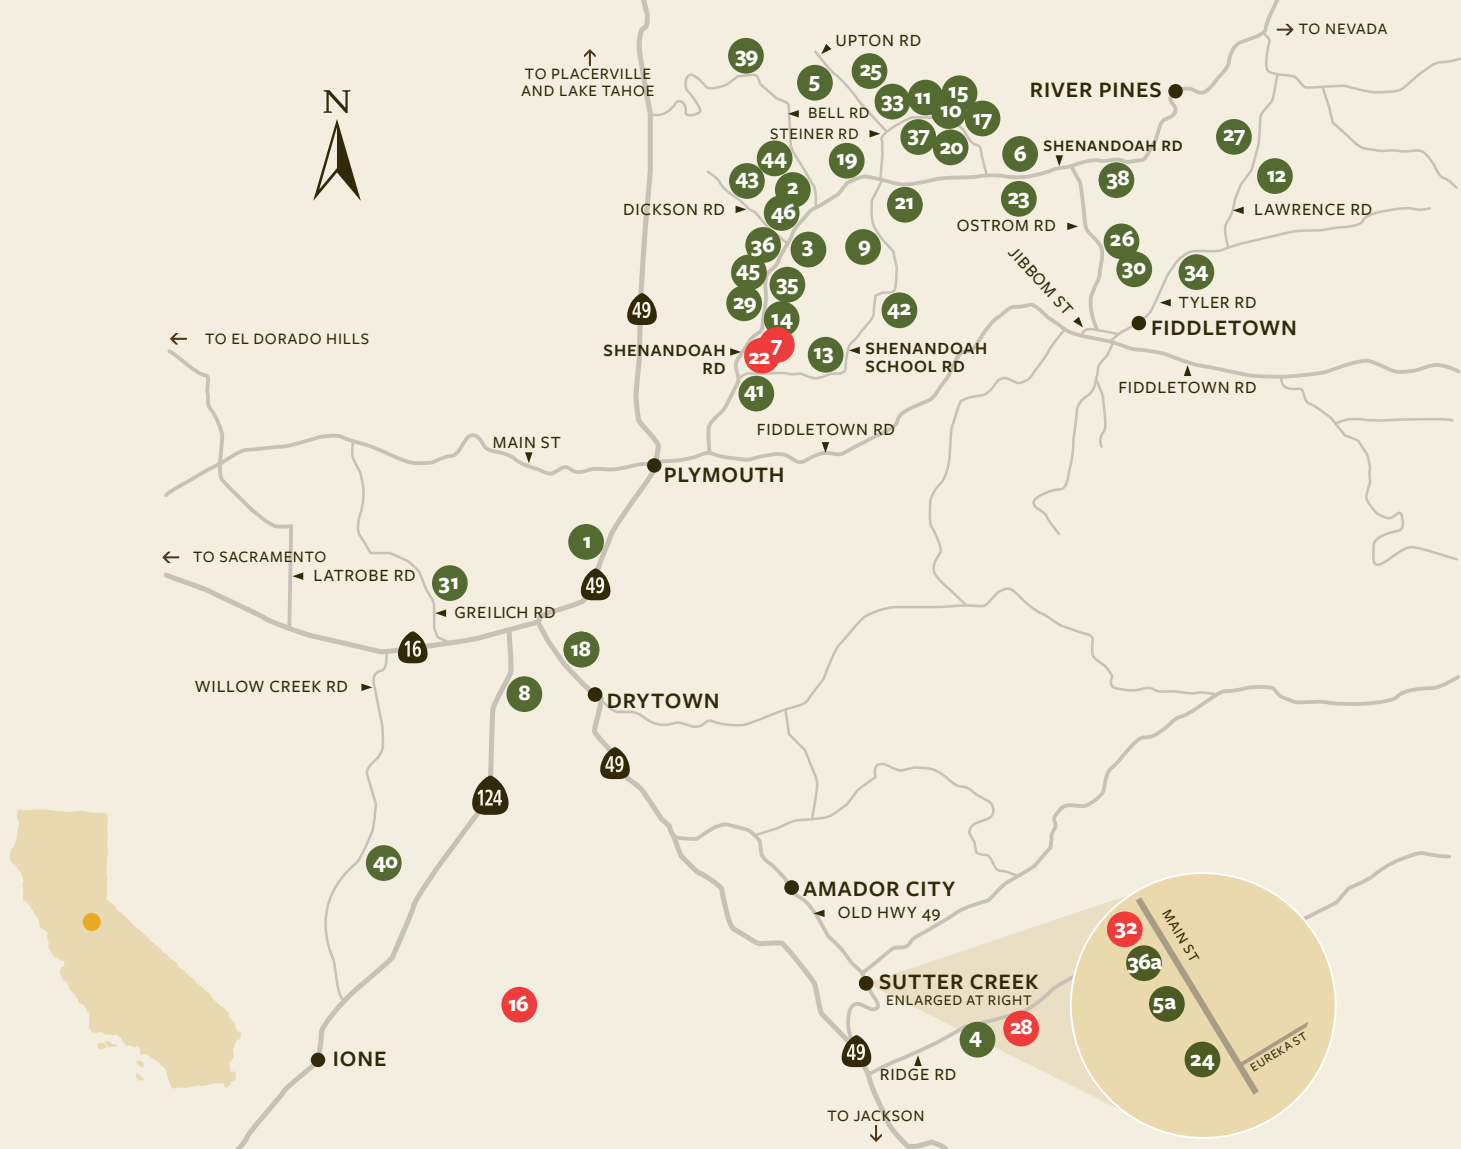 TO NEVADA
UPTON RD
39
25
TO PLACERVILLE
AND LAKE TAHOE
5
RIVER PINES
N
33
11
15
10
17
BELL RD
STEINER RD
37
20
27
44
19
6
SHENANDOAH RD
43
2
38
12
DICKSON RD
46
21
23
LAWRENCE RD
OSTROM RD
36
3
9
26
JIBBOM ST
45
30
34
35
29
42
TYLER RD
49
14
FIDDLETOWN
TO EL DORADO HILLS
SHENANDOAH
RD
22
7
13
SHENANDOAH
SCHOOL RD
FIDDLETOWN RD
41
FIDDLETOWN RD
MAIN ST
PLYMOUTH
1
TO SACRAMENTO
LATROBE RD
31
49
GREILICH RD
16
18
WILLOW CREEK RD
8
DRYTOWN
49
124
40
AMADOR CITY
OLD HWY 49
32
MAIN ST
36a
SUTTER CREEK
ENLARGED AT RIGHT
16
5a
28
4
49
24
EUREKA ST
IONE
RIDGE RD
TO JACKSON